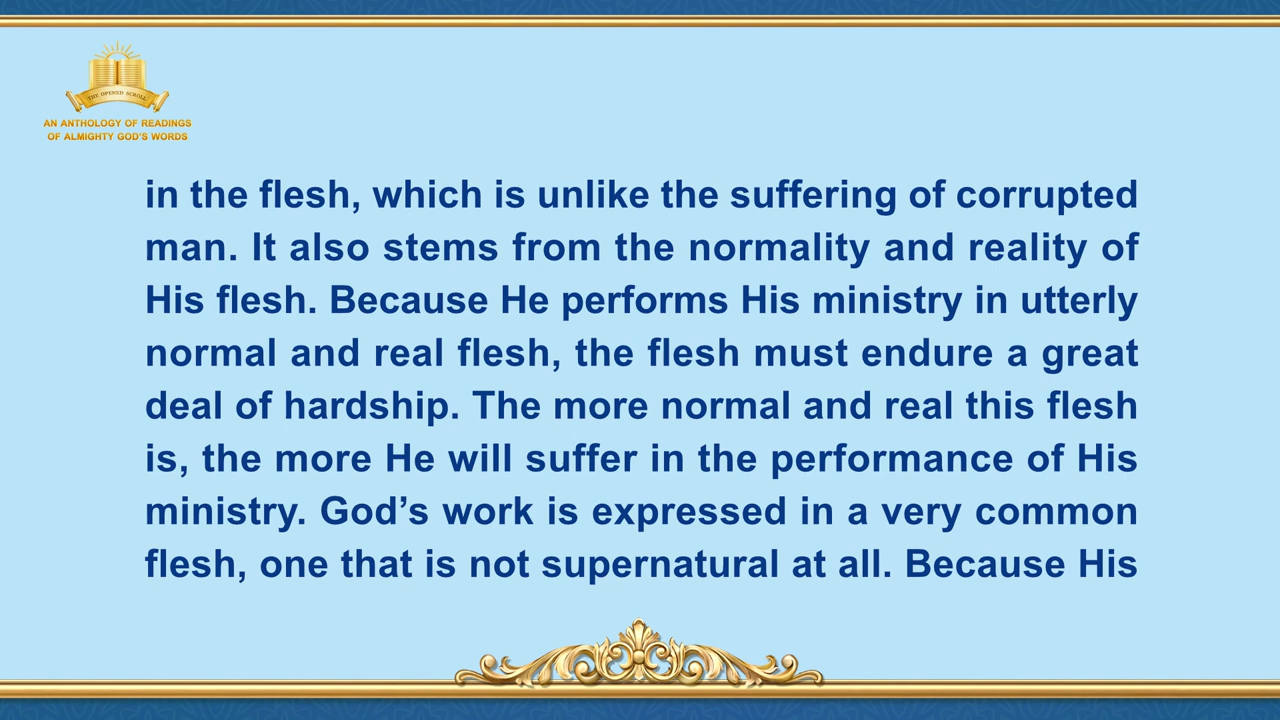 THE OPENED SCROLL
AN ANTHOLOGY OF READINGS
OF ALMIGHTY GOD'S WORDS
in the flesh, which is unlike the suffering of corrupted
man. It also stems from the normality and reality of
His flesh. Because He performs His ministry in utterly
normal and real flesh, the flesh must endure a great
deal of hardship. The more normal and real this flesh
is, the more He will suffer in the performance of His
ministry. God’s work is expressed in a very common
flesh, one that is not supernatural at all. Because His